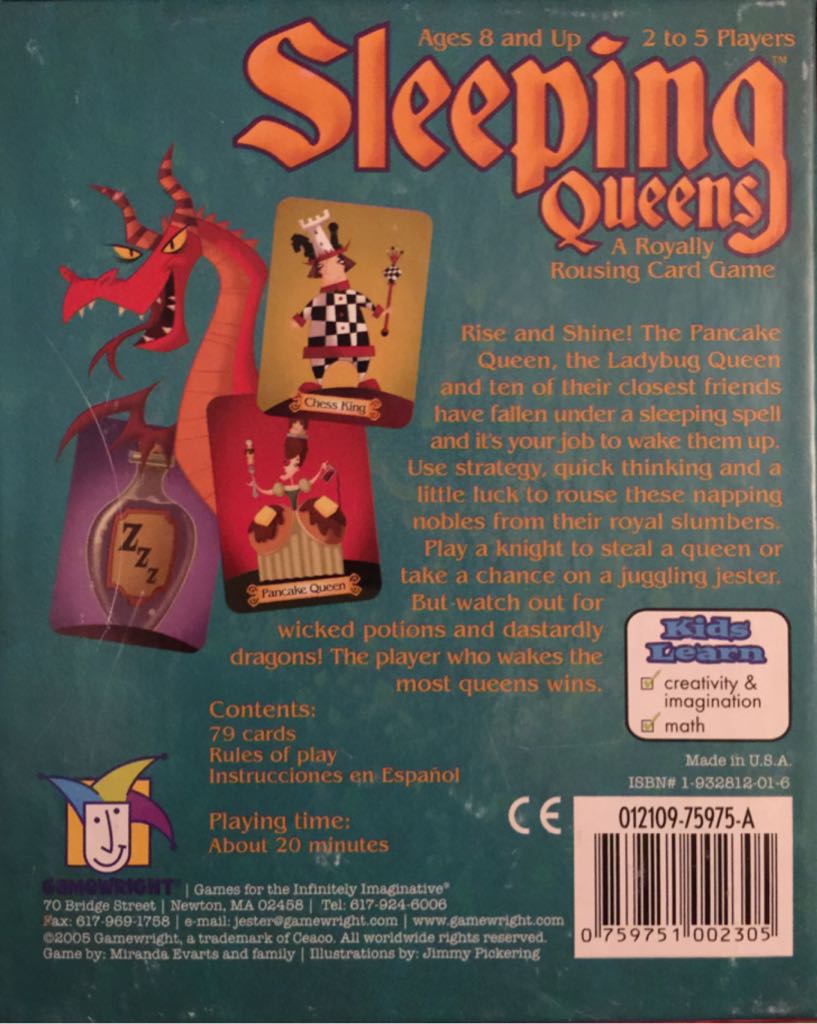 Ages 8 and Up 2 to 5 Players
Sleeping™
Queens
A Royally
Rousing Card Game
Rise and Shine! The Pancake
Queen, the Ladybug Queen
and ten of their closest friends
have fallen under a sleeping spell
and it's your job to wake them up.
Use strategy, quick thinking and a
little luck to rouse these napping
nobles from their royal slumbers.
Play a knight to steal a queen or
take a chance on a juggling jester.
But watch out for
wicked potions and dastardly
dragons! The player who wakes the
most queens wins.
Chess King
Pancake Queen
ZZZ
Kids
Learn
creativity &
imagination
math
Contents:
79 cards
Rules of play
Instrucciones en Español
Playing time:
About 20 minutes
Made in U.S.A.
ISBN# 1-932812-01-6
CE
012109-75975-A
0 759751 002305
GAMEWRIGHT® | Games for the Infinitely Imaginative®
70 Bridge Street | Newton, MA 02458 | Tel: 617-924-6006
Fax: 617-969-1758 | e-mail: jester@gamewright.com | www.gamewright.com
©2005 Gamewright, a trademark of Ceaco. All worldwide rights reserved.
Game by: Miranda Evarts and family | Illustrations by: Jimmy Pickering